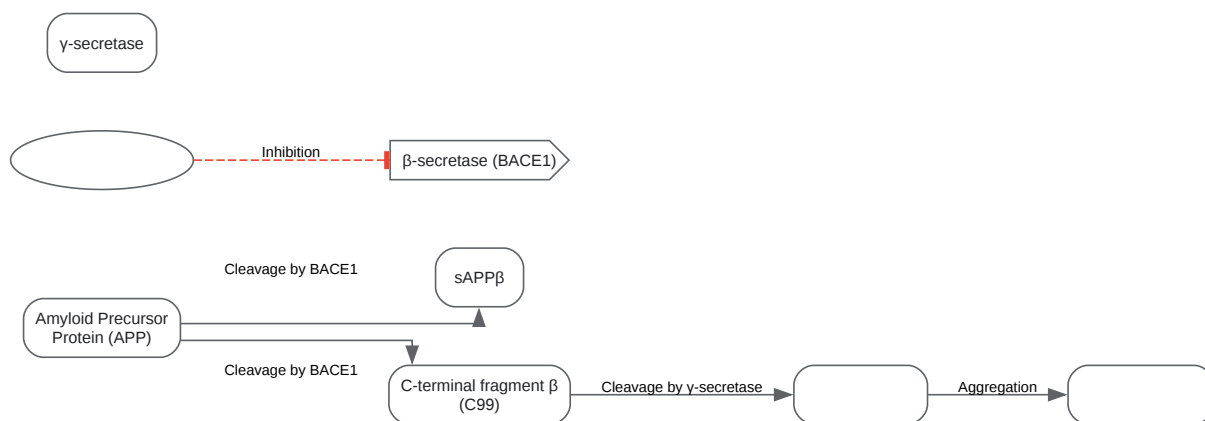 γ-secretase
Inhibition
β-secretase (BACE1)
Cleavage by BACE1
sAPPβ
Amyloid Precursor
Protein (APP)
Cleavage by BACE1
C-terminal fragment β
(C99)
Cleavage by γ-secretase
Aggregation